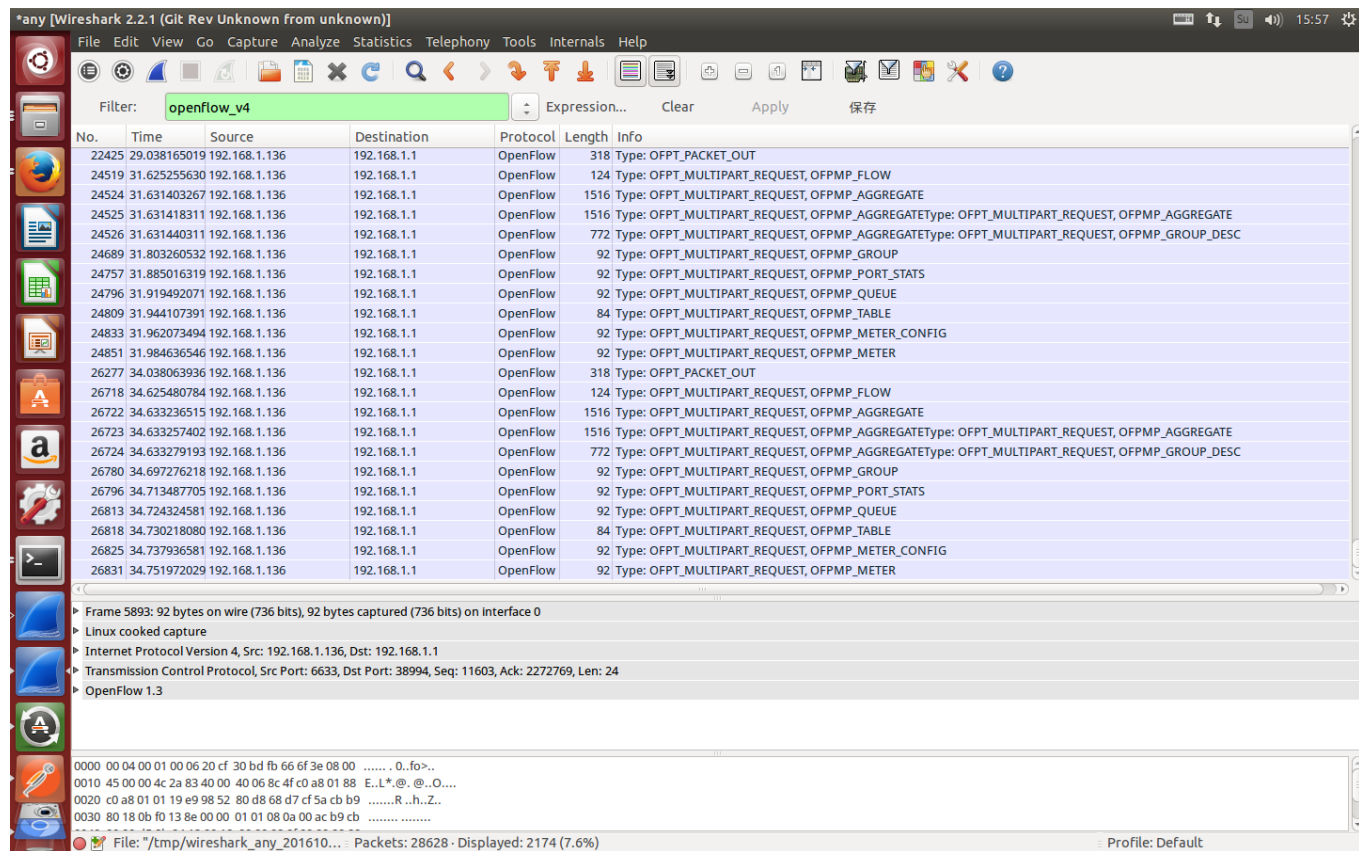 *any [Wireshark 2.2.1 (Git Rev Unknown from unknown)]
Su
15:57
File Edit View Go Capture Analyze Statistics Telephony Tools Internals Help
Filter: openflow_v4 Expression... Clear Apply 保存
No. Time Source Destination Protocol Length Info
22425 29.038165019 192.168.1.136 192.168.1.1 OpenFlow 318 Type: OFPT_PACKET_OUT
24519 31.625255630 192.168.1.136 192.168.1.1 OpenFlow 124 Type: OFPT_MULTIPART_REQUEST, OFPMP_FLOW
24524 31.631403267 192.168.1.136 192.168.1.1 OpenFlow 1516 Type: OFPT_MULTIPART_REQUEST, OFPMP_AGGREGATE
24525 31.631418311 192.168.1.136 192.168.1.1 OpenFlow 1516 Type: OFPT_MULTIPART_REQUEST, OFPMP_AGGREGATEType: OFPT_MULTIPART_REQUEST, OFPMP_AGGREGATE
24526 31.631440311 192.168.1.136 192.168.1.1 OpenFlow 772 Type: OFPT_MULTIPART_REQUEST, OFPMP_AGGREGATEType: OFPT_MULTIPART_REQUEST, OFPMP_GROUP_DESC
24689 31.803260532 192.168.1.136 192.168.1.1 OpenFlow 92 Type: OFPT_MULTIPART_REQUEST, OFPMP_GROUP
24757 31.885016319 192.168.1.136 192.168.1.1 OpenFlow 92 Type: OFPT_MULTIPART_REQUEST, OFPMP_PORT_STATS
24796 31.919492071 192.168.1.136 192.168.1.1 OpenFlow 92 Type: OFPT_MULTIPART_REQUEST, OFPMP_QUEUE
24809 31.944107391 192.168.1.136 192.168.1.1 OpenFlow 84 Type: OFPT_MULTIPART_REQUEST, OFPMP_TABLE
24833 31.962073494 192.168.1.136 192.168.1.1 OpenFlow 92 Type: OFPT_MULTIPART_REQUEST, OFPMP_METER_CONFIG
24851 31.984636546 192.168.1.136 192.168.1.1 OpenFlow 92 Type: OFPT_MULTIPART_REQUEST, OFPMP_METER
26277 34.038063936 192.168.1.136 192.168.1.1 OpenFlow 318 Type: OFPT_PACKET_OUT
26718 34.625480784 192.168.1.136 192.168.1.1 OpenFlow 124 Type: OFPT_MULTIPART_REQUEST, OFPMP_FLOW
26722 34.633236515 192.168.1.136 192.168.1.1 OpenFlow 1516 Type: OFPT_MULTIPART_REQUEST, OFPMP_AGGREGATE
26723 34.633257402 192.168.1.136 192.168.1.1 OpenFlow 1516 Type: OFPT_MULTIPART_REQUEST, OFPMP_AGGREGATEType: OFPT_MULTIPART_REQUEST, OFPMP_AGGREGATE
26724 34.633279193 192.168.1.136 192.168.1.1 OpenFlow 772 Type: OFPT_MULTIPART_REQUEST, OFPMP_AGGREGATEType: OFPT_MULTIPART_REQUEST, OFPMP_GROUP_DESC
26780 34.697276218 192.168.1.136 192.168.1.1 OpenFlow 92 Type: OFPT_MULTIPART_REQUEST, OFPMP_GROUP
26796 34.713487705 192.168.1.136 192.168.1.1 OpenFlow 92 Type: OFPT_MULTIPART_REQUEST, OFPMP_PORT_STATS
26813 34.724324581 192.168.1.136 192.168.1.1 OpenFlow 92 Type: OFPT_MULTIPART_REQUEST, OFPMP_QUEUE
26818 34.730218080 192.168.1.136 192.168.1.1 OpenFlow 84 Type: OFPT_MULTIPART_REQUEST, OFPMP_TABLE
26825 34.737936581 192.168.1.136 192.168.1.1 OpenFlow 92 Type: OFPT_MULTIPART_REQUEST, OFPMP_METER_CONFIG
26831 34.751972029 192.168.1.136 192.168.1.1 OpenFlow 92 Type: OFPT_MULTIPART_REQUEST, OFPMP_METER
Frame 5893: 92 bytes on wire (736 bits), 92 bytes captured (736 bits) on interface 0
Linux cooked capture
Internet Protocol Version 4, Src: 192.168.1.136, Dst: 192.168.1.1
Transmission Control Protocol, Src Port: 6633, Dst Port: 38994, Seq: 11603, Ack: 2272769, Len: 24
OpenFlow 1.3
0000 00 04 00 01 00 06 20 cf 30 bd fb 66 6f 3e 08 00 ...... . 0..fo>..
0010 45 00 00 4c 2a 83 40 00 40 06 8c 4f c0 a8 01 88 E..L*.@. @..O....
0020 c0 a8 01 01 19 e9 98 52 80 d8 68 d7 cf 5a cb b9 .......R ..h..Z..
0030 80 18 0b f0 13 8e 00 00 01 01 08 0a 00 ac b9 cb ........ ........
File: "/tmp/wireshark_any_201610... Packets: 28628 · Displayed: 2174 (7.6%) Profile: Default